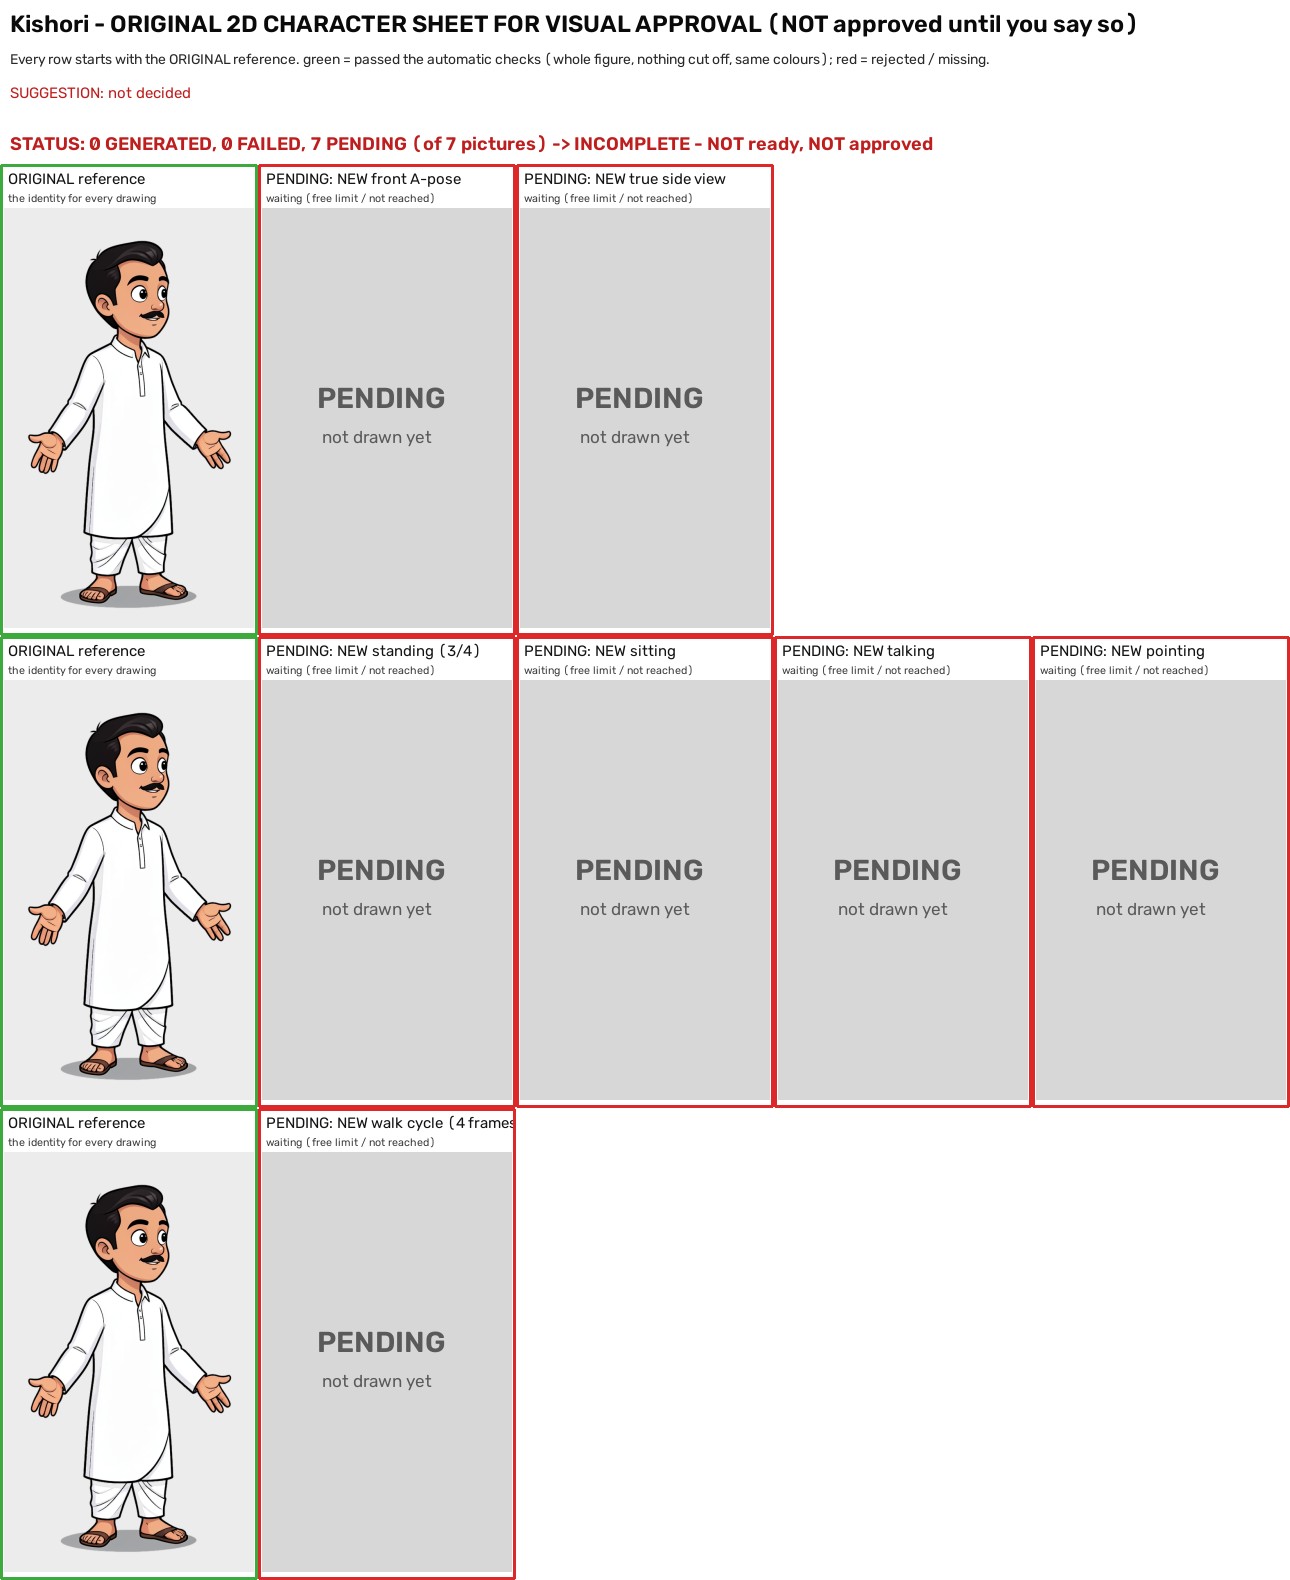 Kishori - ORIGINAL 2D CHARACTER SHEET FOR VISUAL APPROVAL (NOT approved until you say so)
Every row starts with the ORIGINAL reference. green = passed the automatic checks (whole figure, nothing cut off, same colours); red = rejected / missing.
SUGGESTION: not decided
STATUS: 0 GENERATED, 0 FAILED, 7 PENDING (of 7 pictures) -> INCOMPLETE - NOT ready, NOT approved
ORIGINAL reference
the identity for every drawing
PENDING: NEW front A-pose
waiting (free limit / not reached)
PENDING
not drawn yet
PENDING: NEW true side view
waiting (free limit / not reached)
PENDING
not drawn yet
ORIGINAL reference
the identity for every drawing
PENDING: NEW standing (3/4)
waiting (free limit / not reached)
PENDING
not drawn yet
PENDING: NEW sitting
waiting (free limit / not reached)
PENDING
not drawn yet
PENDING: NEW talking
waiting (free limit / not reached)
PENDING
not drawn yet
PENDING: NEW pointing
waiting (free limit / not reached)
PENDING
not drawn yet
ORIGINAL reference
the identity for every drawing
PENDING: NEW walk cycle (4 frames
waiting (free limit / not reached)
PENDING
not drawn yet